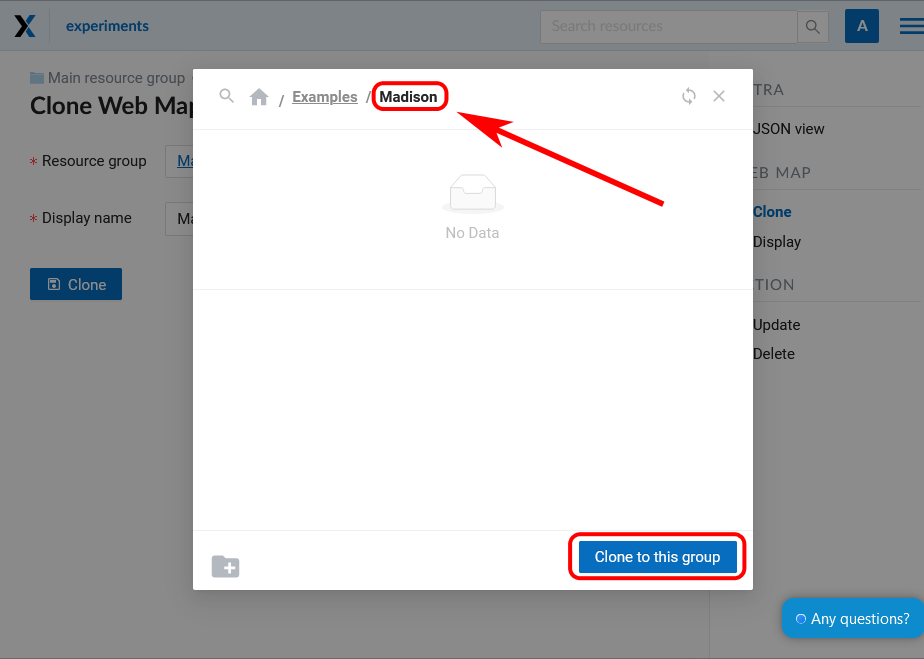 experiments
Search resources
A
Main resource group
Clone Web Map
/ Examples / Madison
TRA
JSON view
* Resource group Ma
EB MAP
* Display name Ma
Clone
Display
No Data
Clone
TION
Update
Delete
Clone to this group
Any questions?